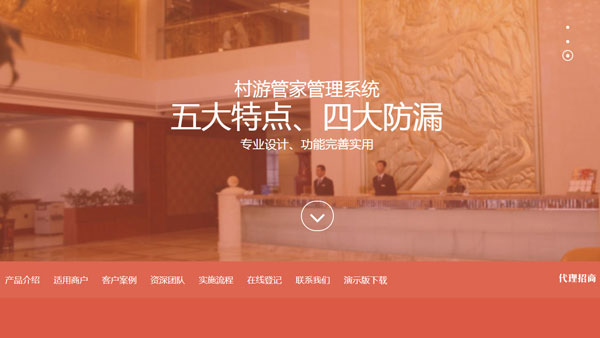 村游管家管理系统
五大特点、四大防漏
专业设计、功能完善实用
产品介绍 适用商户 客户案例 资深团队 实施流程 在线登记 联系我们 演示版下载 代理招商